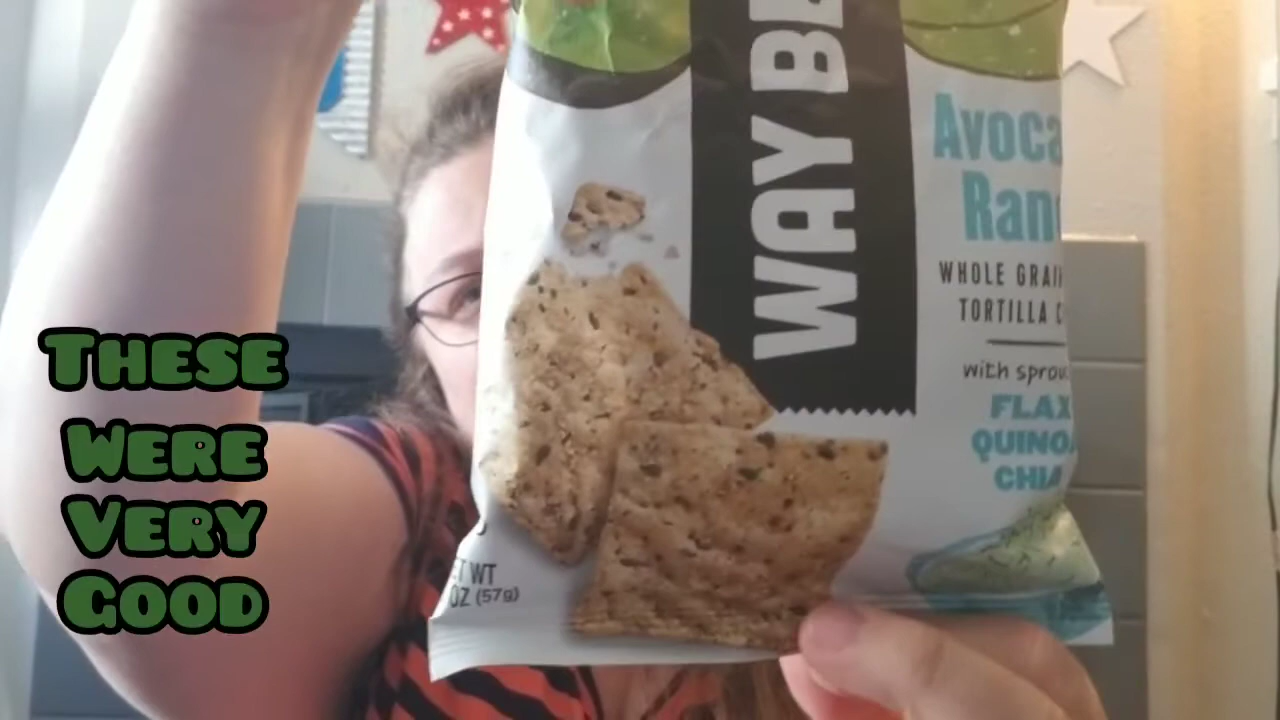 THESE
WERE
VERY
GOOD
WAY BE
Avoca
Ran
WHOLE GRAI
TORTILLA C
with sprou
FLAX
QUINOA
CHIA
ET WT
OZ (57g)